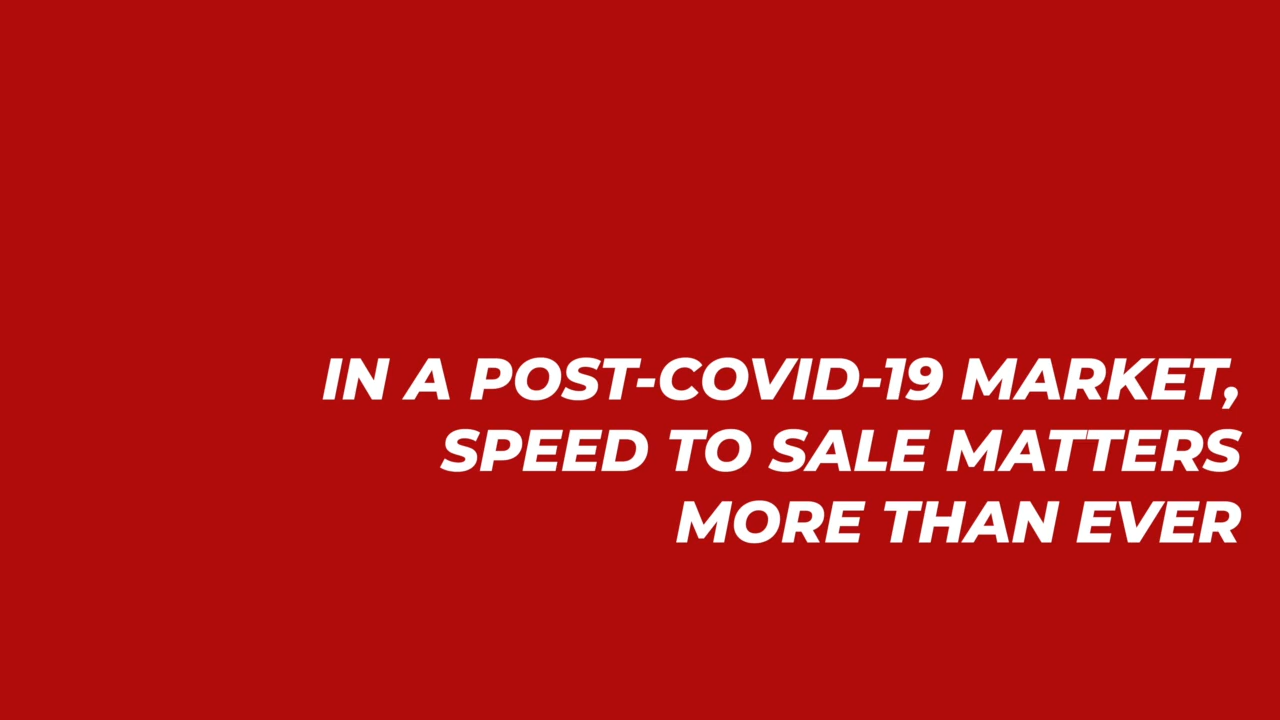 IN A POST-COVID-19 MARKET,
SPEED TO SALE MATTERS
MORE THAN EVER